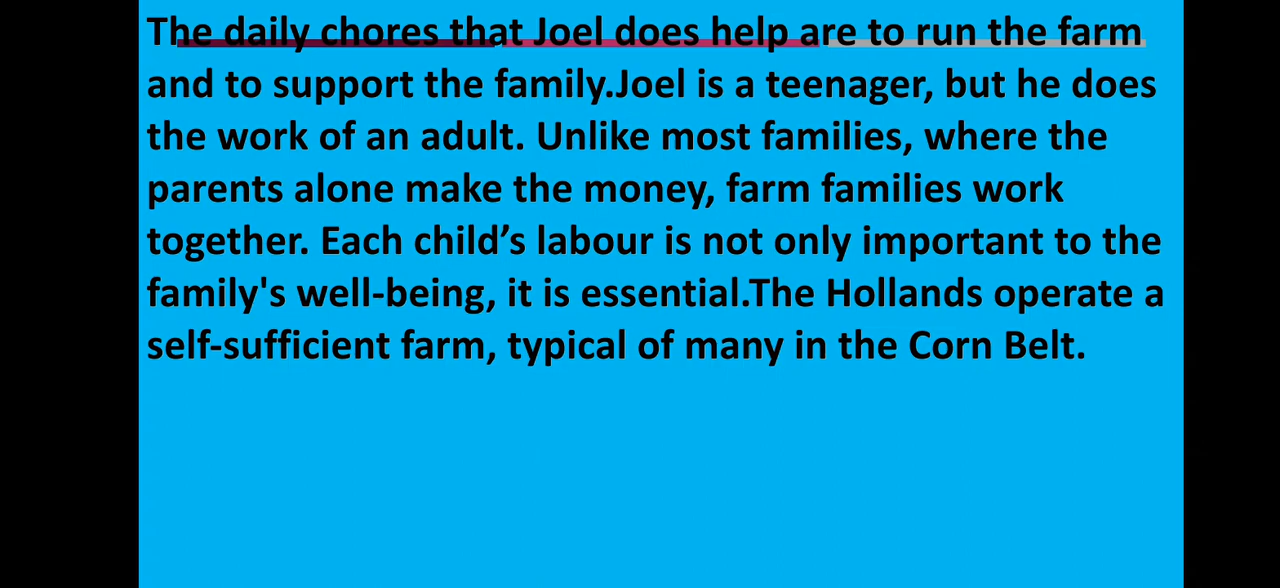 The daily chores that Joel does help are to run the farm
and to support the family.Joel is a teenager, but he does
the work of an adult. Unlike most families, where the
parents alone make the money, farm families work
together. Each child’s labour is not only important to the
family's well-being, it is essential.The Hollands operate a
self-sufficient farm, typical of many in the Corn Belt.